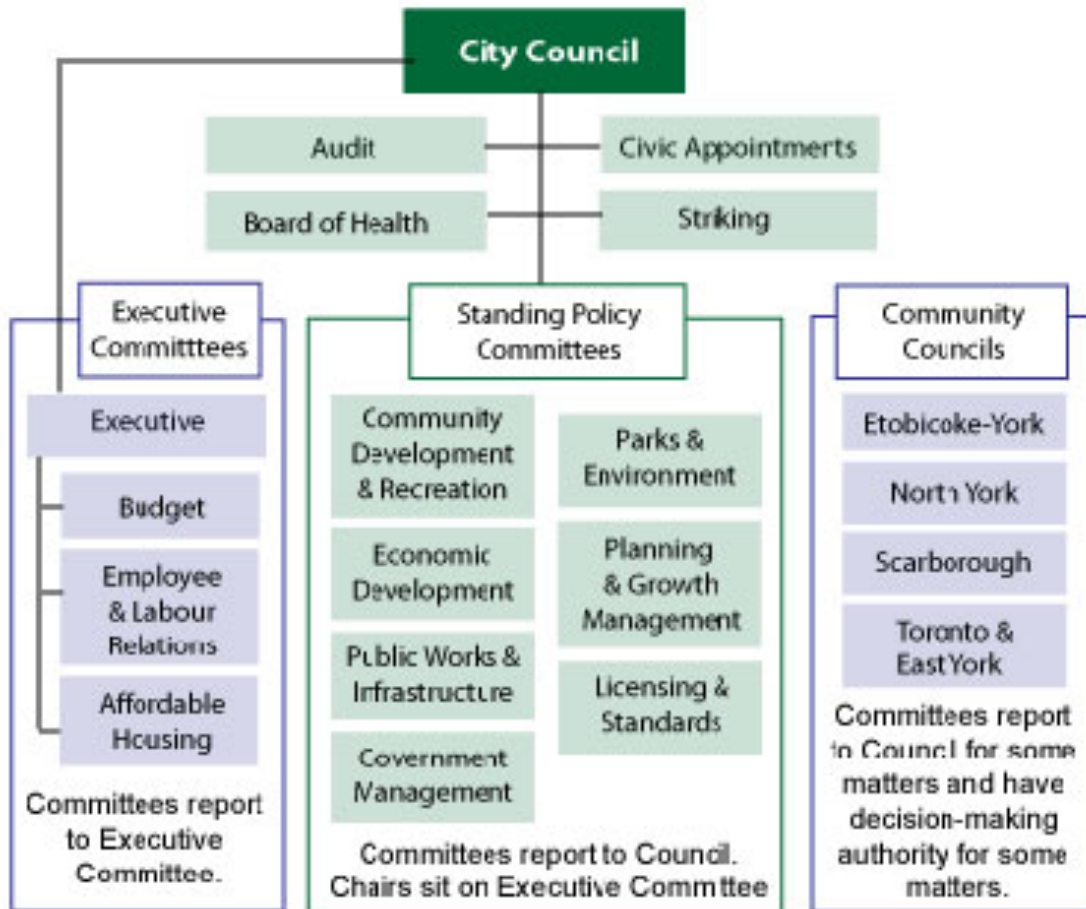 City Council
Audit
Civic Appointmerts
Board of Health
Striking
Executive
Committtees
Executive
Budget
Employee
& Labour
Relations
Affordable
Housing
Committees report
to Executive
Committee.
Standing Policy
Committees
Community
Development
& Recreation
Economic
Development
Public Works &
Infrastructure
Government
Management
Parks &
Environment
Planning
& Growth
Management
Licensing &
Standards
Committees report to Council.
Chairs sit on Executive Committee
Community
Councils
Etobicoke-York
North York
Scarborough
Toronto &
East York
Committees report
to Council for some
matters and have
decision-making
authority for some
matters.